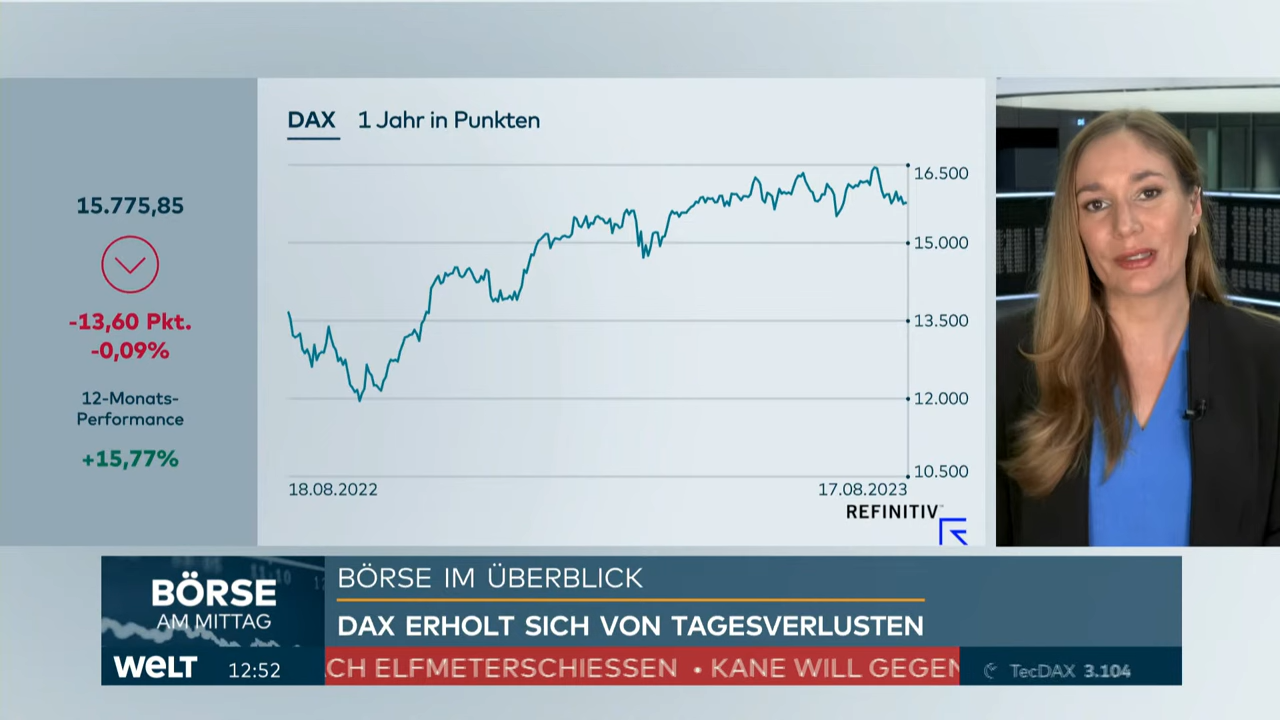 DAX 1 Jahr in Punkten
15.775,85
-13,60 Pkt.
-0,09%
12-Monats-
Performance
+15,77%
16.500
15.000
13.500
12.000
10.500
18.08.2022
17.08.2023
REFINITIV
BÖRSE
AM MITTAG
BÖRSE IM ÜBERBLICK
DAX ERHOLT SICH VON TAGESVERLUSTEN
welt 12:52
CH ELFMETERSCHIESSEN • KANE WILL GEGEN
TecDAX 3.104